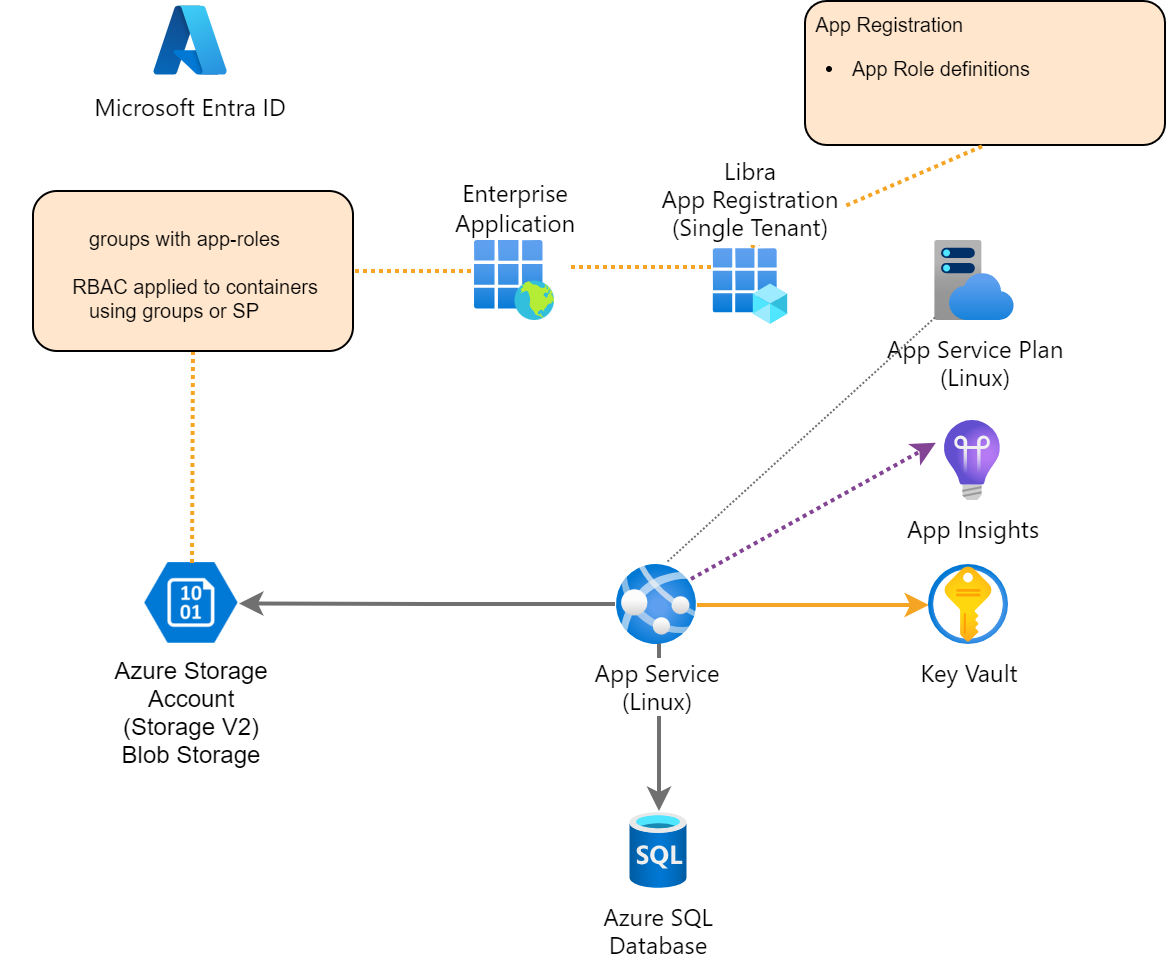 Microsoft Entra ID
App Registration
• App Role definitions
Libra
App Registration
(Single Tenant)
Enterprise
Application
groups with app-roles
RBAC applied to containers
using groups or SP
App Service Plan
(Linux)
App Insights
10
01
Azure Storage
Account
(Storage V2)
Blob Storage
App Service
(Linux)
Key Vault
SQL
Azure SQL
Database